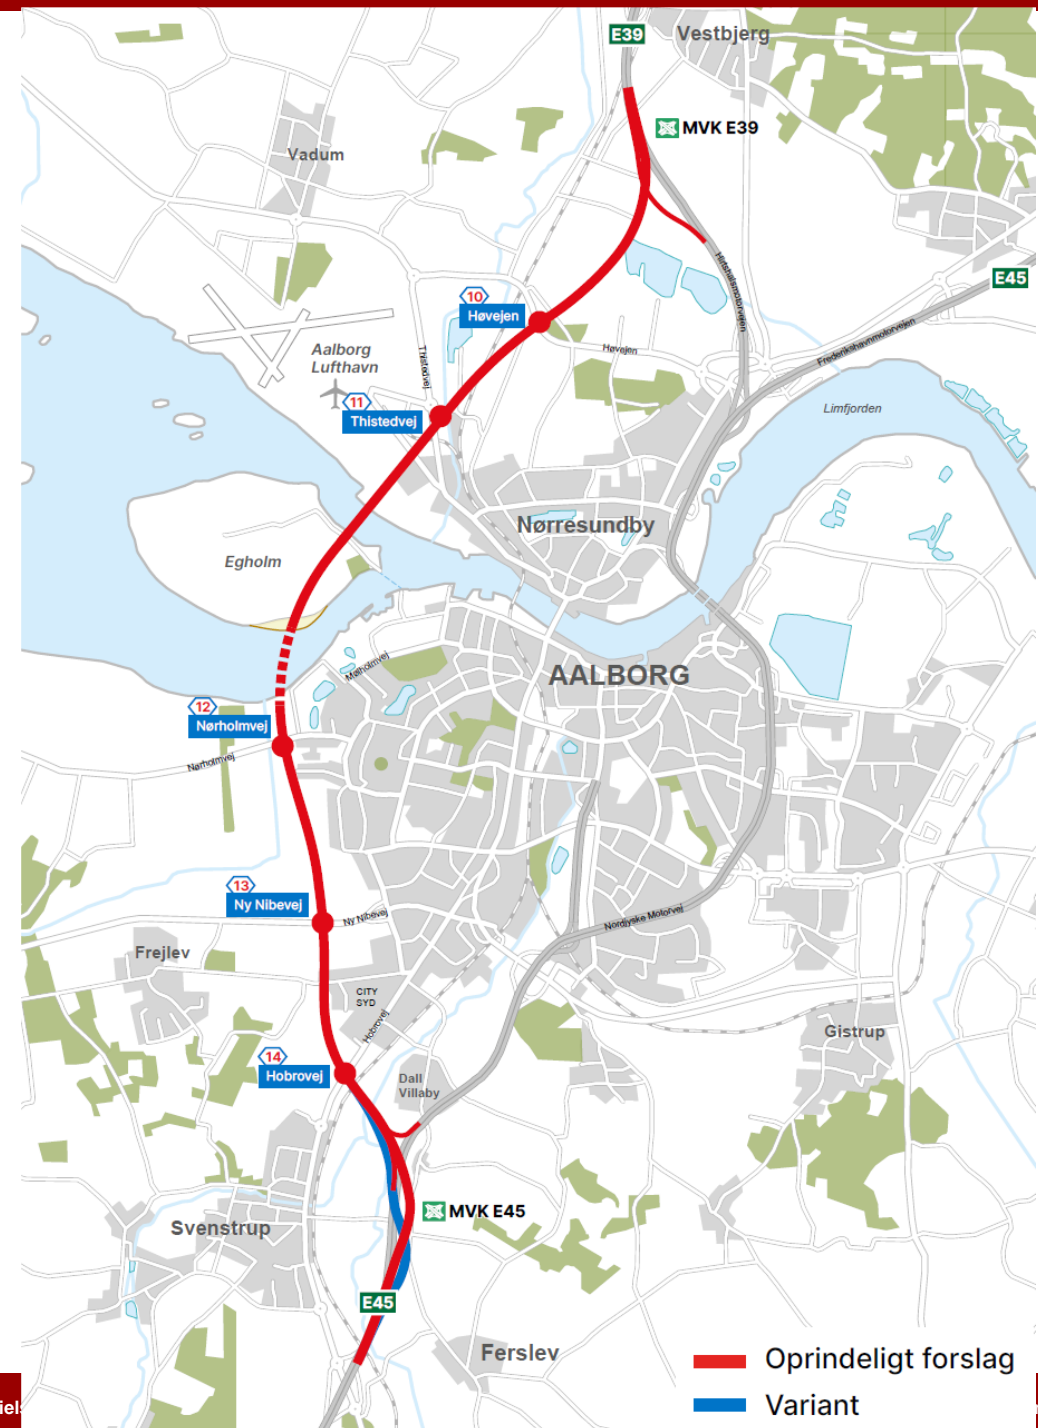 E39
Vestbjerg
MVK E39
Vadum
E45
10
Høvejen
Hirtshalsmotorvejen
Frederikshavnmotorvejen
Aalborg
Lufthavn
Thistedvej
Høvejen
11
Thistedvej
Limfjorden
Nørresundby
Egholm
Mølholmvej
AALBORG
12
Nørholmvej
Nørholmvej
13
Ny Nibevej
Ny Nibevej
Nordjyske Motorvej
Frejlev
CITY
SYD
Hobrovej
Gistrup
14
Hobrovej
Dall
Villaby
MVK E45
Svenstrup
E45
Ferslev
Oprindeligt forslag
Variant